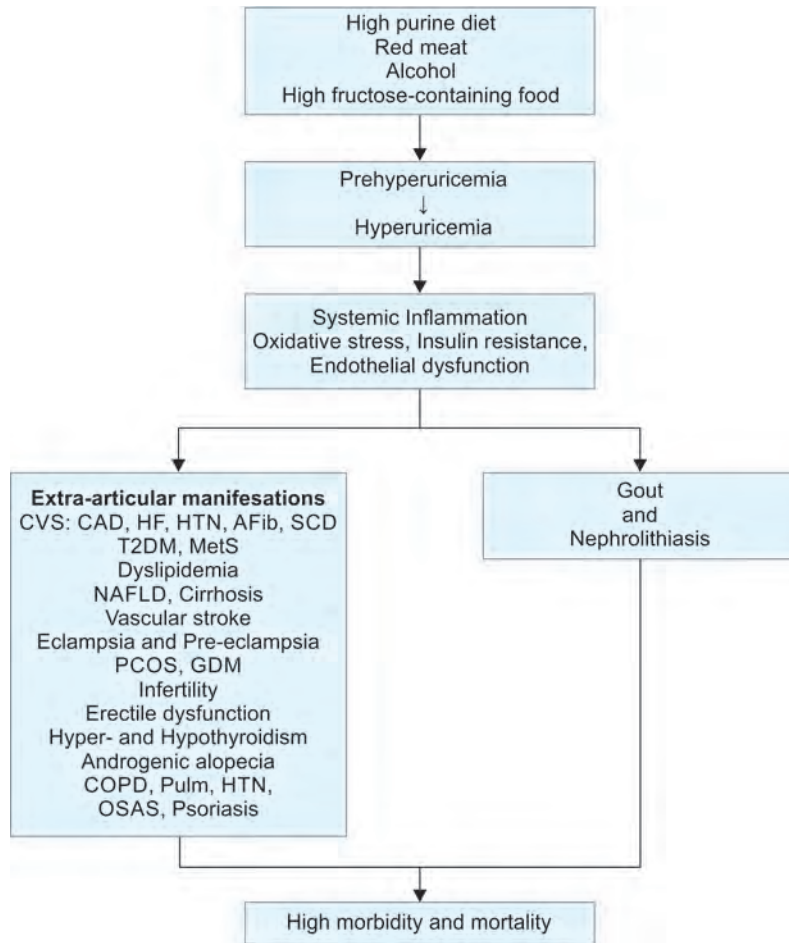 High purine diet
Red meat
Alcohol
High fructose-containing food
Prehyperuricemia
↓
Hyperuricemia
Systemic Inflammation
Oxidative stress, Insulin resistance,
Endothelial dysfunction
Extra-articular manifesations
CVS: CAD, HF, HTN, AFib, SCD
T2DM, MetS
Dyslipidemia
NAFLD, Cirrhosis
Vascular stroke
Eclampsia and Pre-eclampsia
PCOS, GDM
Infertility
Erectile dysfunction
Hyper- and Hypothyroidism
Androgenic alopecia
COPD, Pulm, HTN,
OSAS, Psoriasis
Gout
and
Nephrolithiasis
High morbidity and mortality